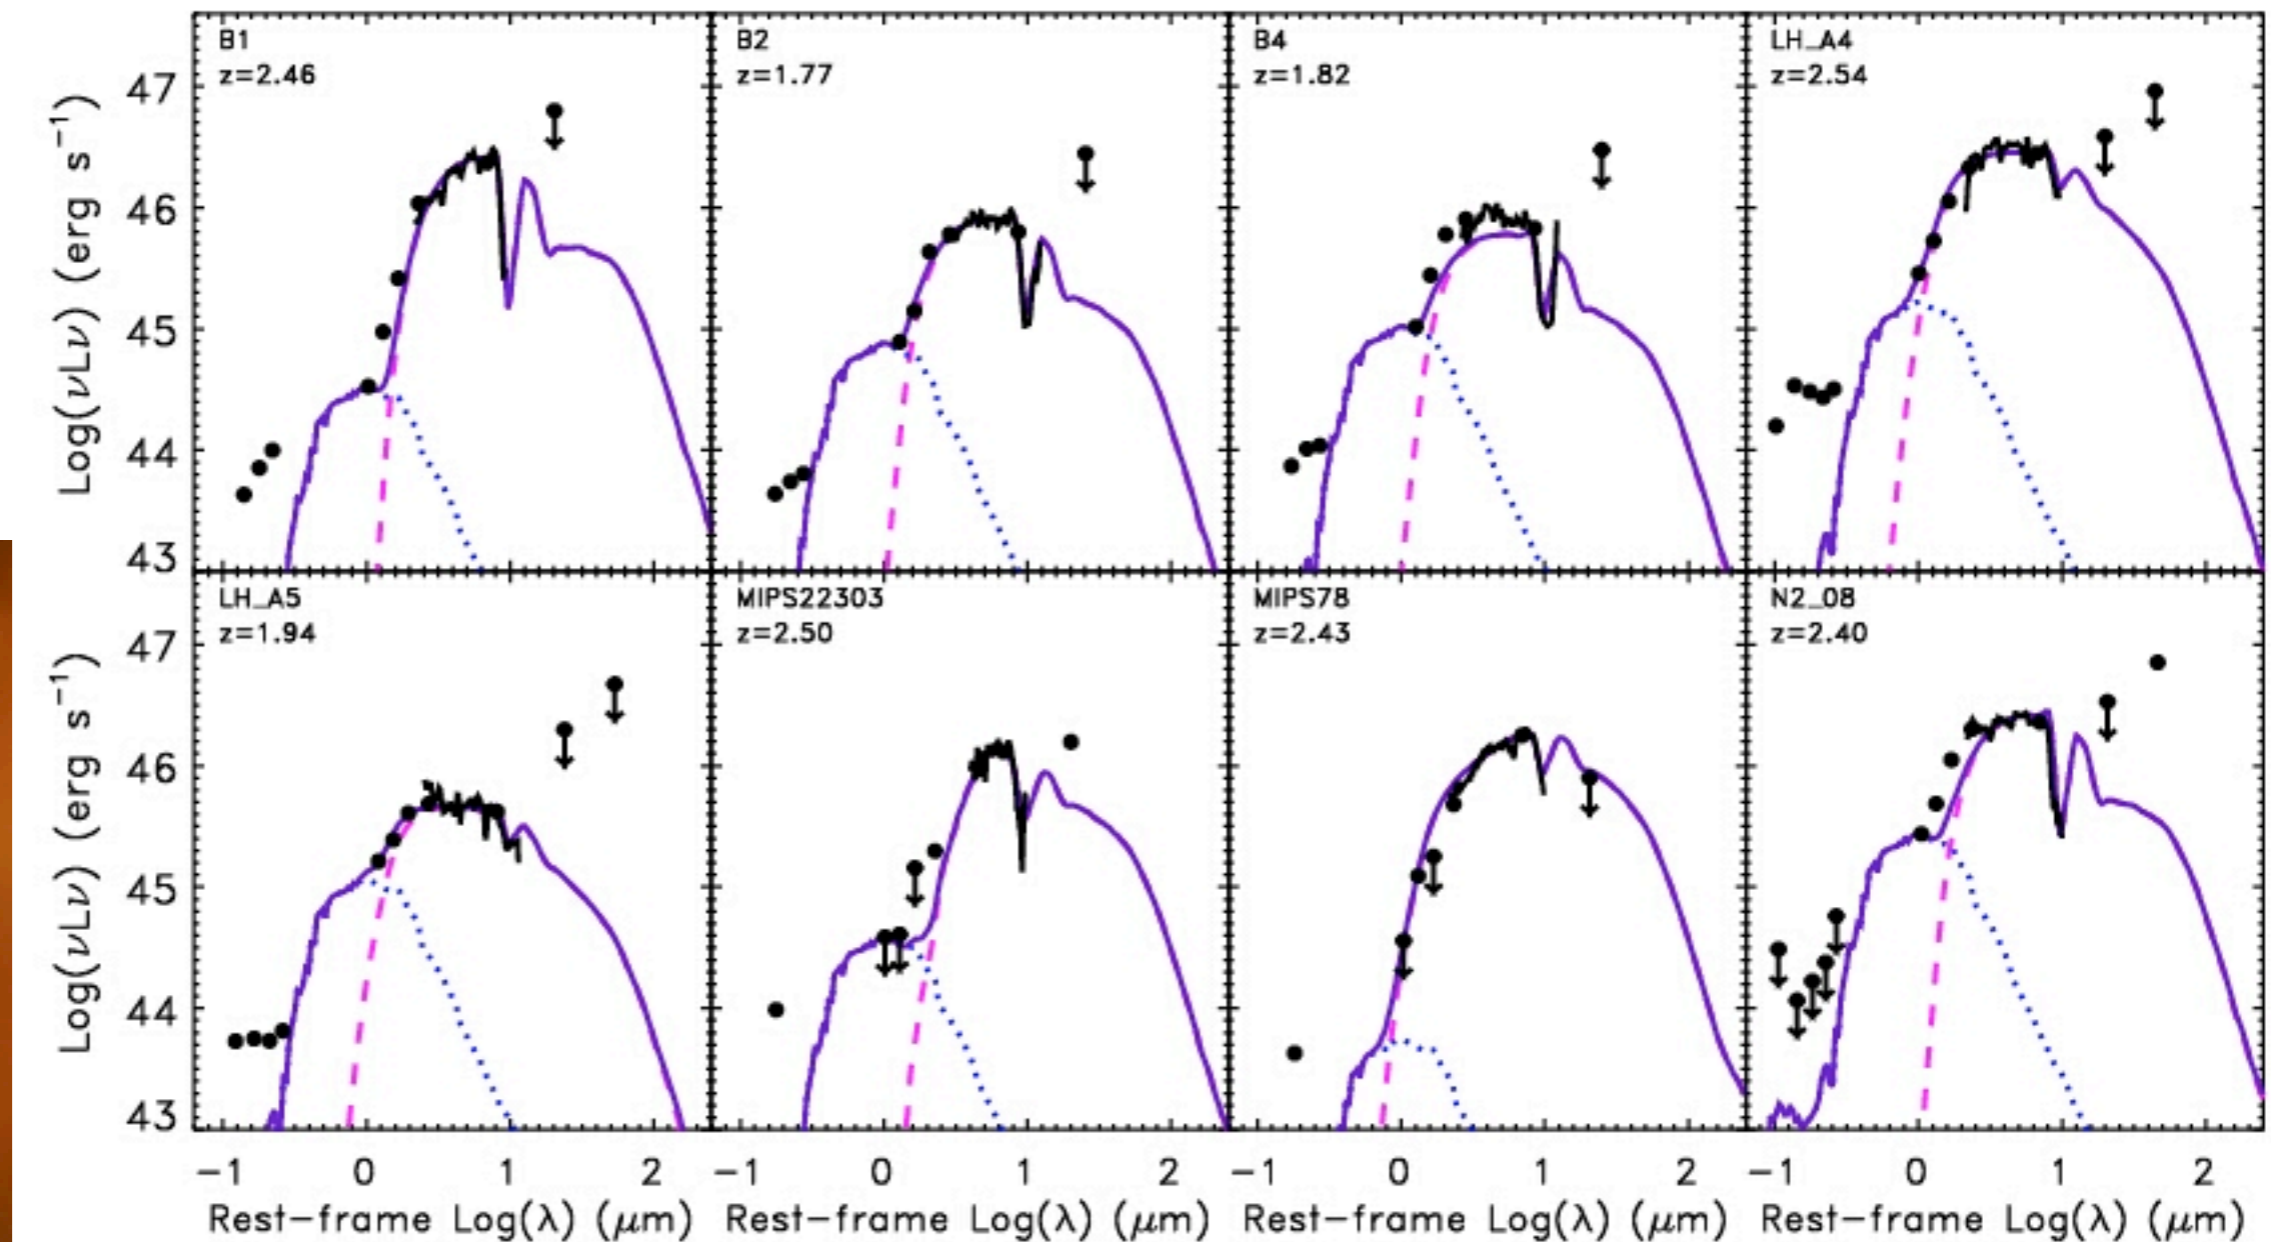 B1
z=2.46
B2
z=1.77
B4
z=1.82
LH_A4
z=2.54
47
46
45
44
43
Log(νLν) (erg s⁻¹)
LH_A5
z=1.94
MIPS22303
z=2.50
MIPS78
z=2.43
N2_08
z=2.40
47
46
45
44
43
Log(νLν) (erg s⁻¹)
−1 0 1 2 −1 0 1 2 −1 0 1 2 −1 0 1 2
Rest−frame Log(λ) (μm) Rest−frame Log(λ) (μm) Rest−frame Log(λ) (μm) Rest−frame Log(λ) (μm)